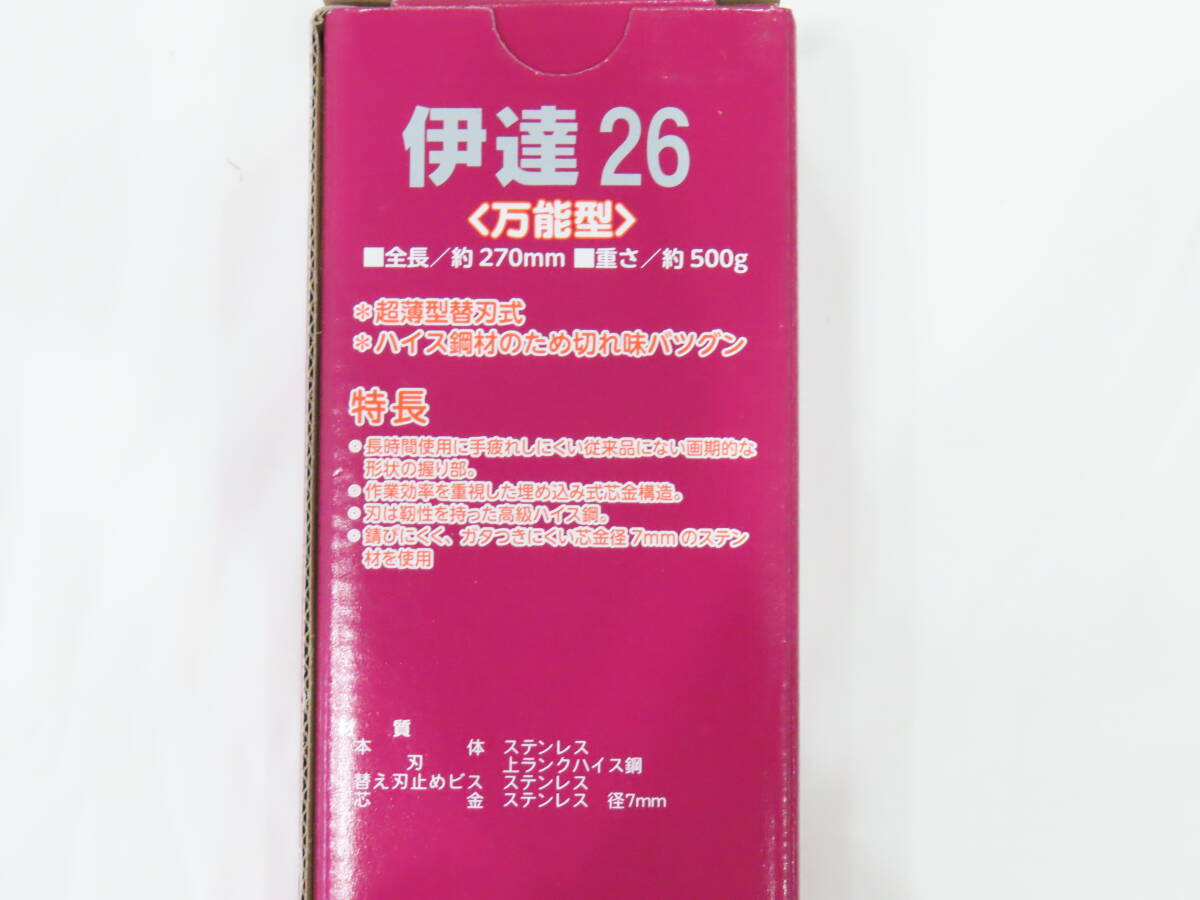 伊達 26
〈万能型〉
■全長／約 270mm ■重さ／約 500g
＊超薄型替刃式
＊ハイス鋼材のため切れ味バツグン
特長
●長時間使用に手疲れしにくい従来品にない画期的な
形状の握り部。
●作業効率を重視した埋め込み式芯金構造。
●刃は靭性を持った高級ハイス鋼。
●錆びにくく、ガタつきにくい芯金径 7mm のステン
材を使用
材 質
本 体 ステンレス
刃 上ランクハイス鋼
替え刃止めビス ステンレス
芯 金 ステンレス 径7mm